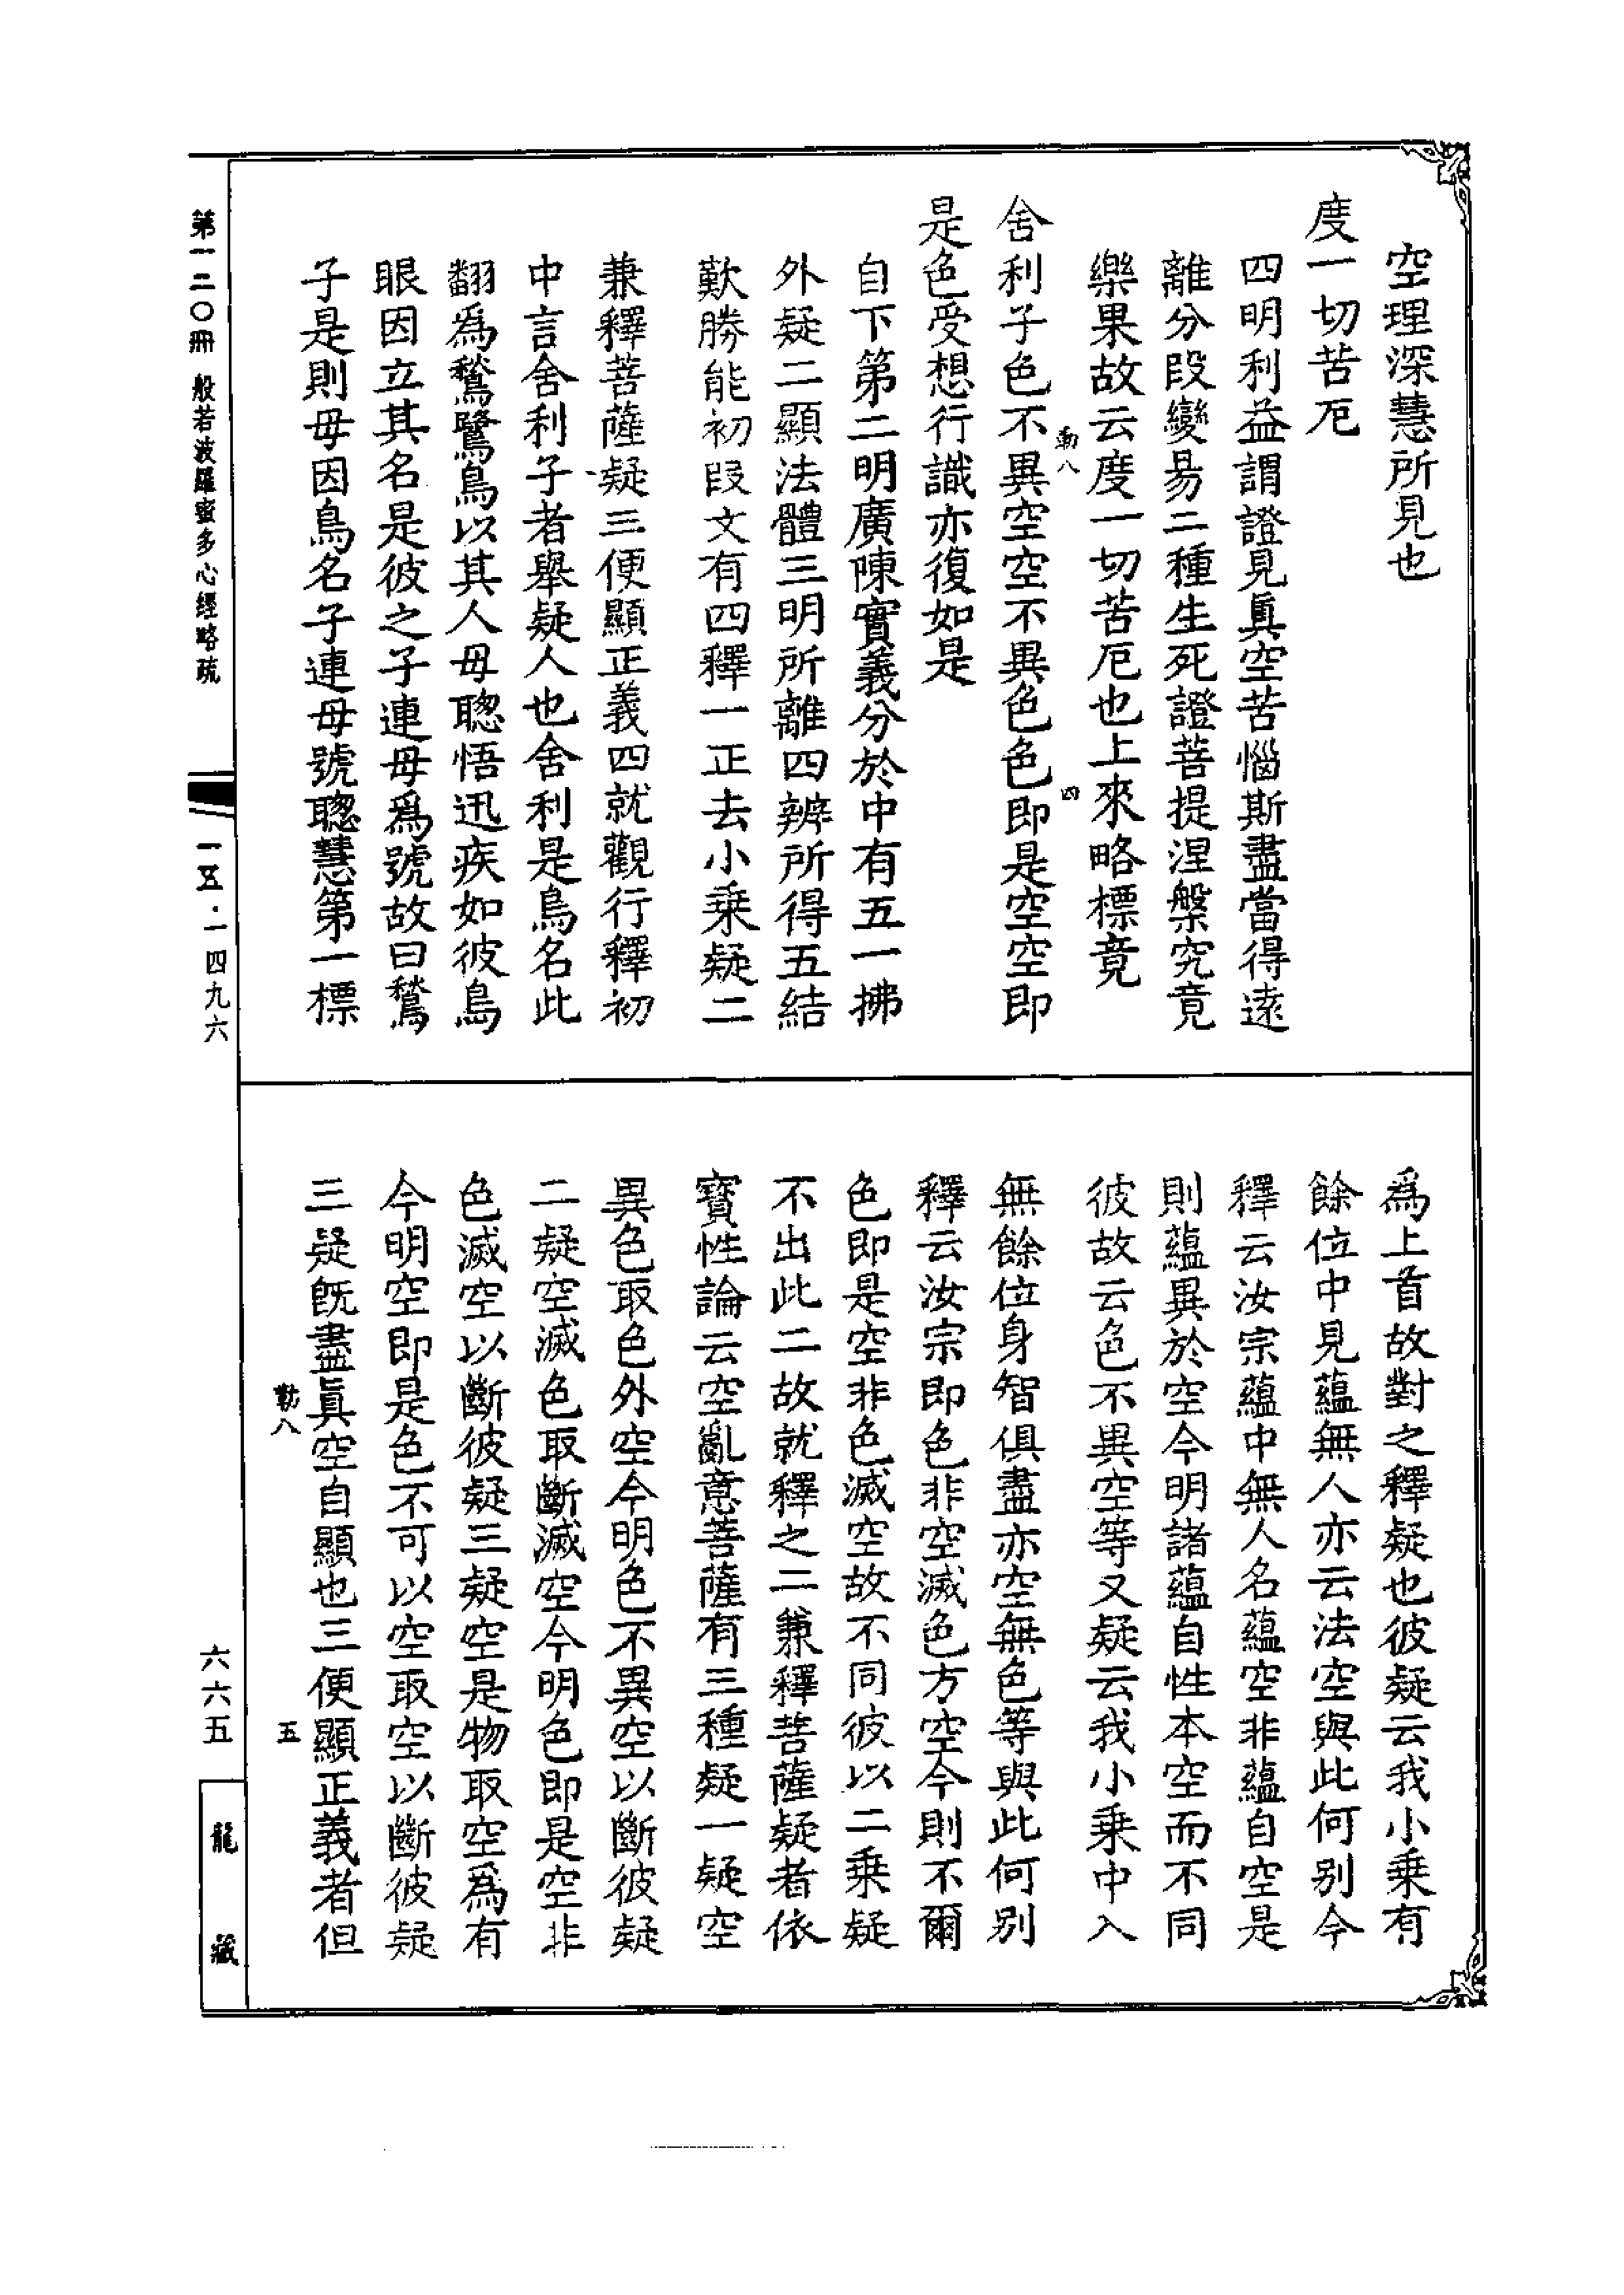 空理深慧所見也
度一切苦厄
四明利益謂證見眞空苦惱斯盡當得遠
離分段變易二種生死證菩提涅槃究竟
樂果故云度一切苦厄也上來略標竟
勒八
四
舍利子色不異空空不異色色即是空空即
是色受想行識亦復如是
自下第二明廣陳實義分於中有五一拂
外疑二顯法體三明所離四辨所得五結
歎勝能初段文有四釋一正去小乘疑二
兼釋菩薩疑三便顯正義四就觀行釋初
中言舍利子者舉疑人也舍利是鳥名此
翻爲鶖鷺鳥以其人母聰悟迅疾如彼鳥
眼因立其名是彼之子連母爲號故曰鶖
子是則母因鳥名子連母號聰慧第一標
爲上首故對之釋疑也彼疑云我小乘有
餘位中見蘊無人亦云法空與此何别今
釋云汝宗蘊中無人名蘊空非蘊自空是
則蘊異於空今明諸蘊自性本空而不同
彼故云色不異空等又疑云我小乘中入
無餘位身智俱盡亦空無色等與此何别
釋云汝宗即色非空滅色方空今則不爾
色即是空非色滅空故不同彼以二乘疑
不出此二故就釋之二兼釋菩薩疑者依
寶性論云空亂意菩薩有三種疑一疑空
異色取色外空今明色不異空以斷彼疑
二疑空滅色取斷滅空今明色即是空非
色滅空以斷彼疑三疑空是物取空爲有
今明空即是色不可以空取空以斷彼疑
三疑旣盡眞空自顯也三便顯正義者但
勒八
五
第一二〇冊 般若波羅蜜多心經略疏
一五·一四九六
六六五
龍藏